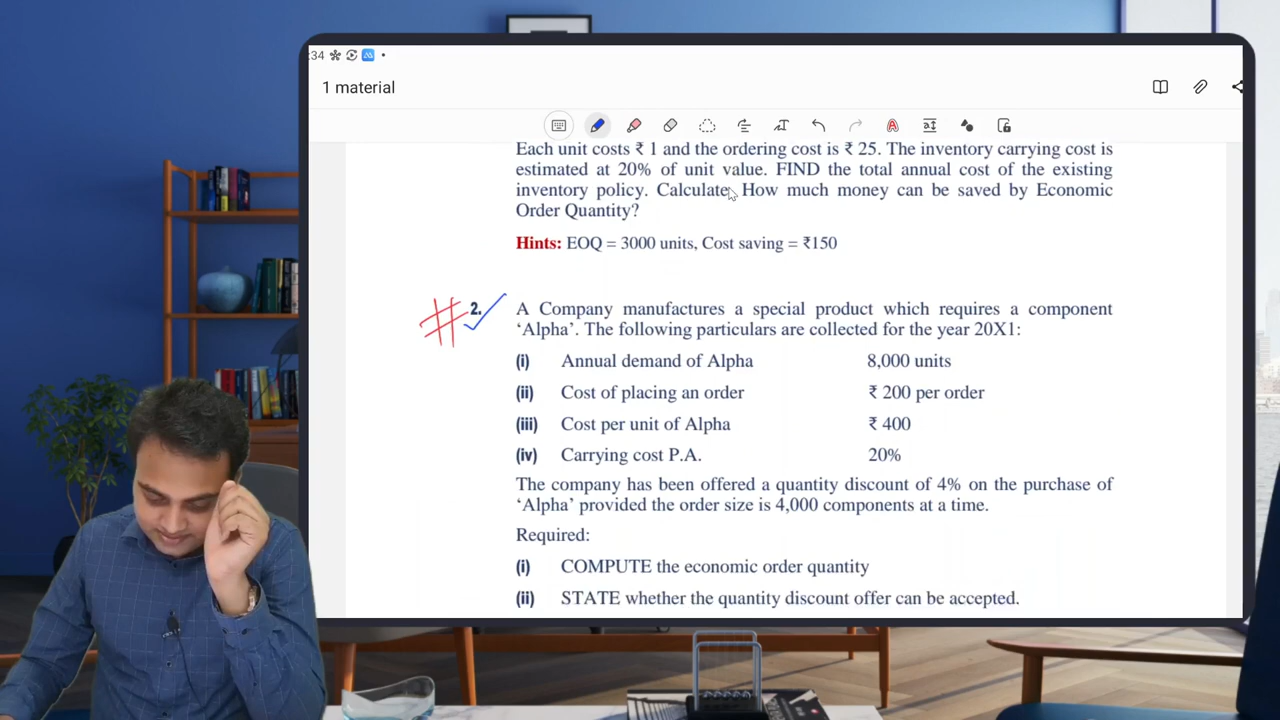 :34
1 material
Each unit costs ₹ 1 and the ordering cost is ₹ 25. The inventory carrying cost is
estimated at 20% of unit value. FIND the total annual cost of the existing
inventory policy. Calculate, How much money can be saved by Economic
Order Quantity?
Hints: EOQ = 3000 units, Cost saving = ₹150
# 2. A Company manufactures a special product which requires a component
‘Alpha’. The following particulars are collected for the year 20X1:
(i) Annual demand of Alpha 8,000 units
(ii) Cost of placing an order ₹ 200 per order
(iii) Cost per unit of Alpha ₹ 400
(iv) Carrying cost P.A. 20%
The company has been offered a quantity discount of 4% on the purchase of
‘Alpha’ provided the order size is 4,000 components at a time.
Required:
(i) COMPUTE the economic order quantity
(ii) STATE whether the quantity discount offer can be accepted.